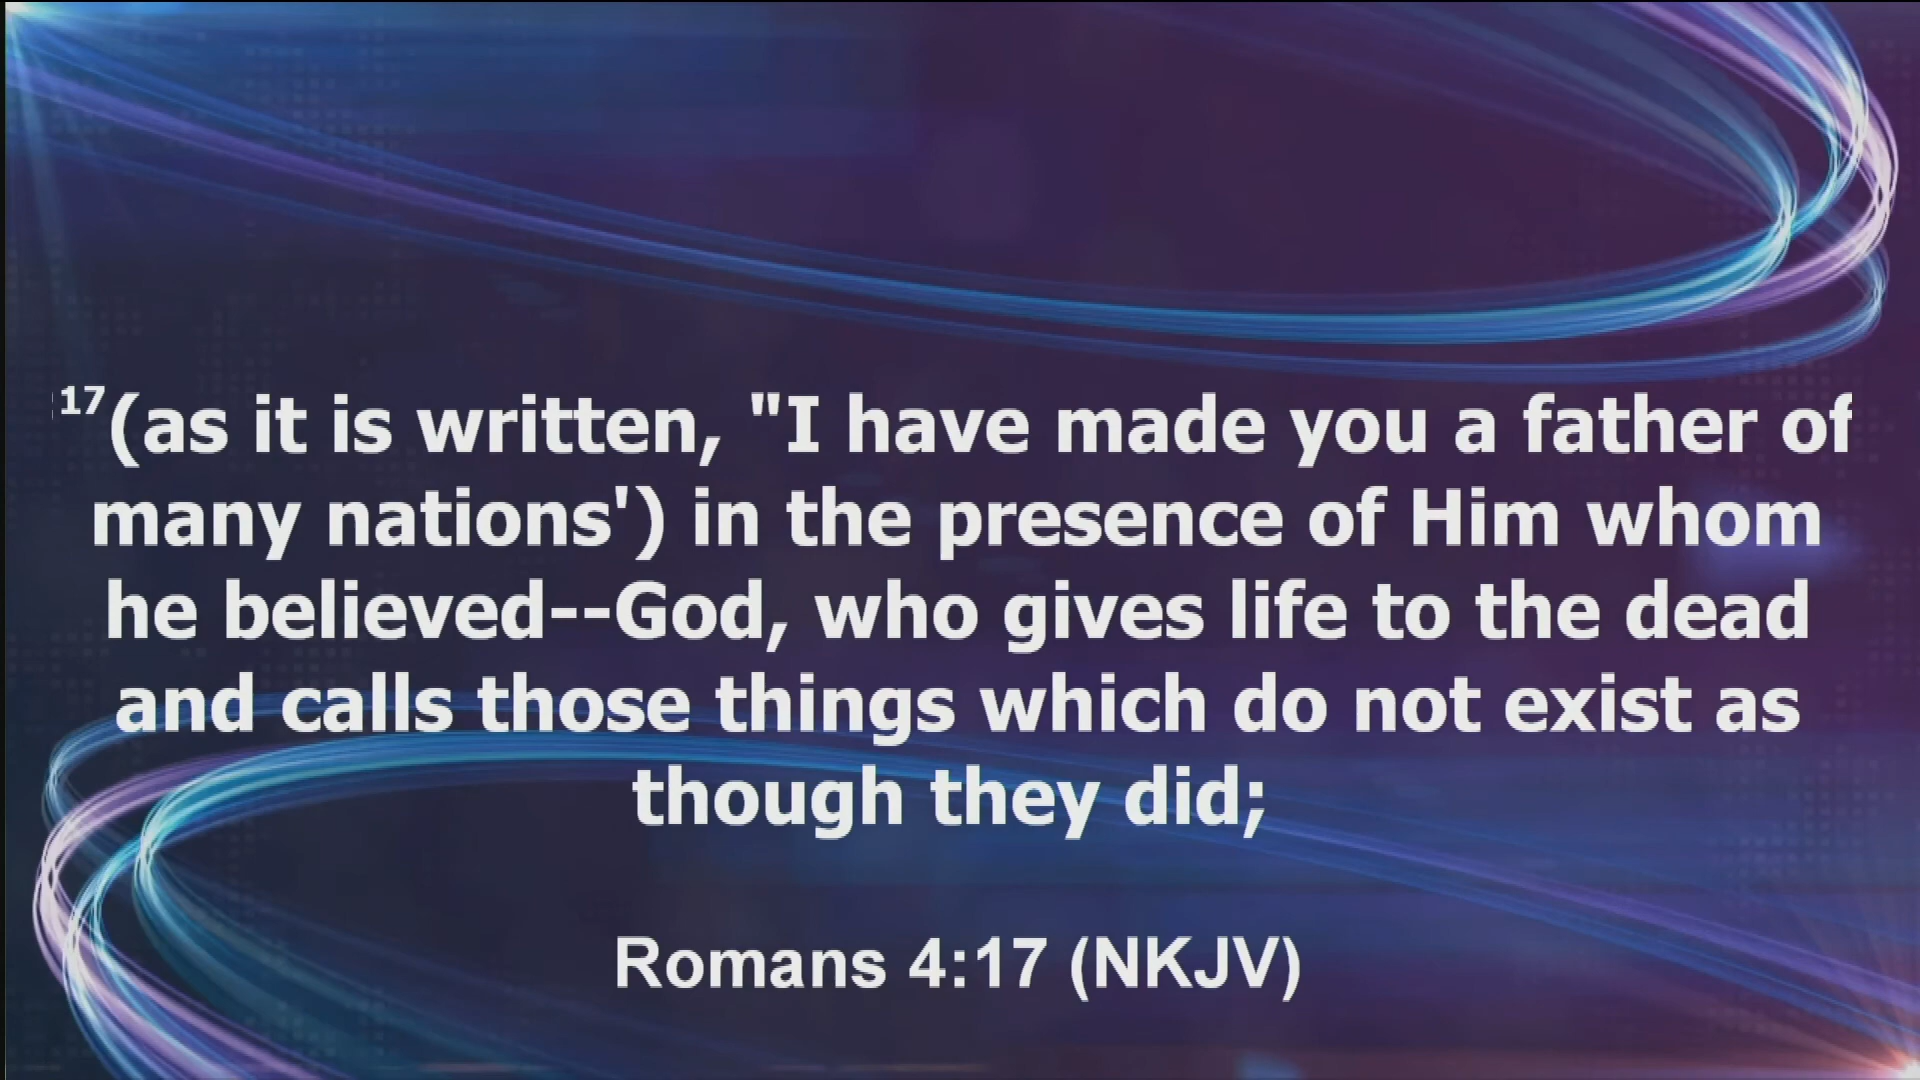 17(as it is written, "I have made you a father of
many nations') in the presence of Him whom
he believed--God, who gives life to the dead
and calls those things which do not exist as
though they did;
Romans 4:17 (NKJV)